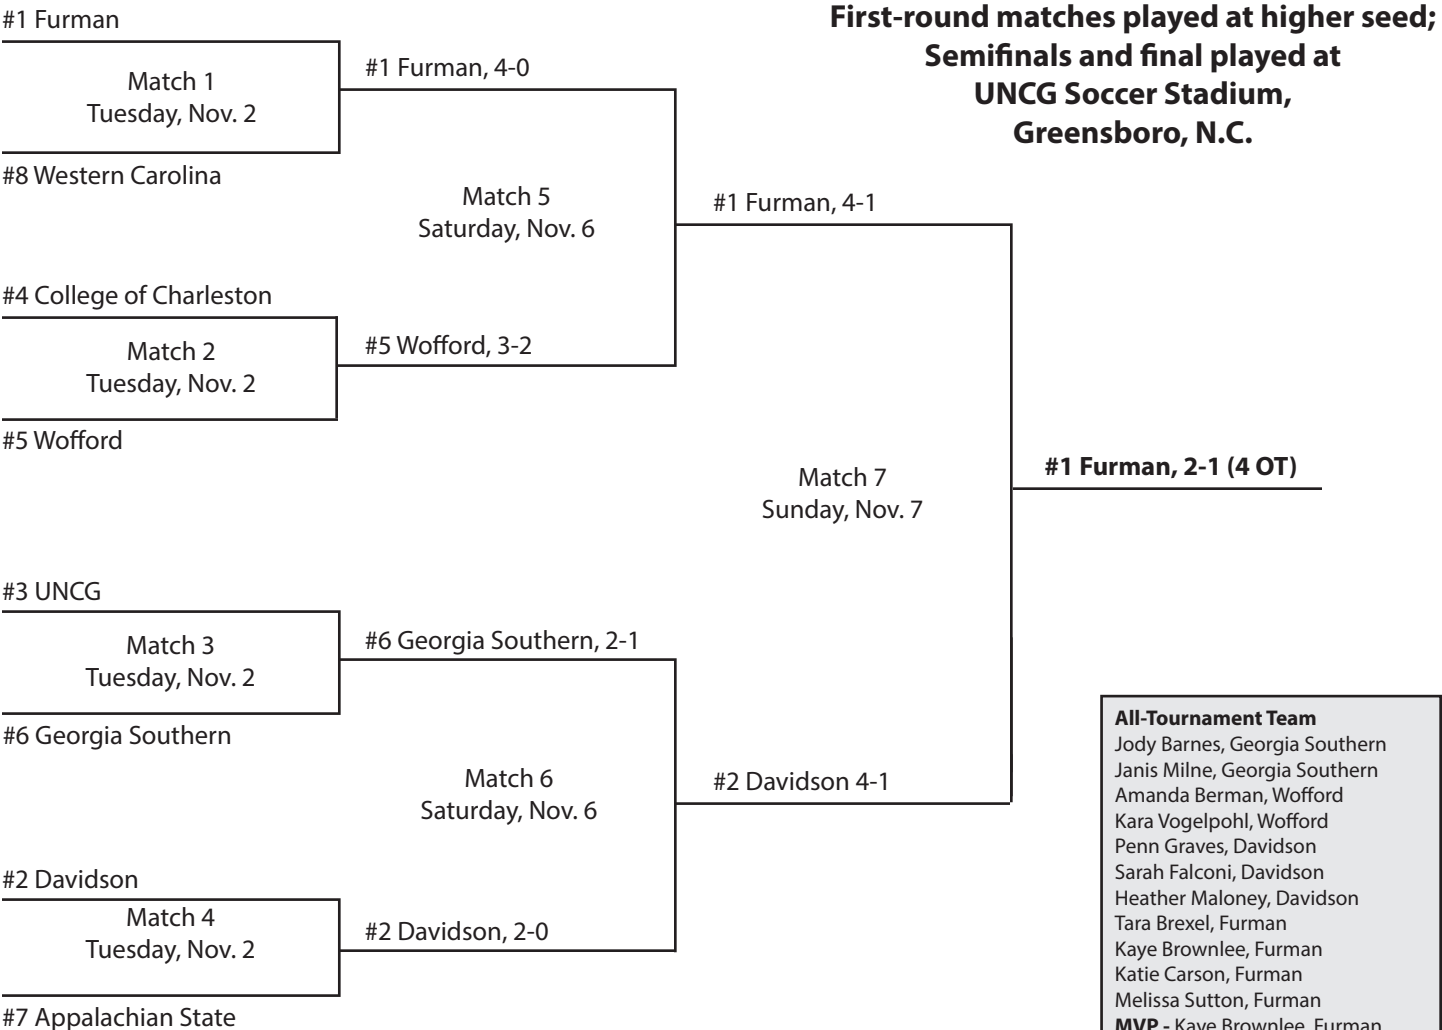 #1 Furman
First-round matches played at higher seed;
Semifinals and final played at
UNCG Soccer Stadium,
Greensboro, N.C.
Match 1
Tuesday, Nov. 2
#8 Western Carolina
#1 Furman, 4-0
Match 5
Saturday, Nov. 6
#4 College of Charleston
Match 2
Tuesday, Nov. 2
#5 Wofford
#5 Wofford, 3-2
#1 Furman, 4-1
Match 7
Sunday, Nov. 7
#1 Furman, 2-1 (4 OT)
#3 UNCG
Match 3
Tuesday, Nov. 2
#6 Georgia Southern
#6 Georgia Southern, 2-1
Match 6
Saturday, Nov. 6
#2 Davidson 4-1
#2 Davidson
Match 4
Tuesday, Nov. 2
#7 Appalachian State
#2 Davidson, 2-0
All-Tournament Team
Jody Barnes, Georgia Southern
Janis Milne, Georgia Southern
Amanda Berman, Wofford
Kara Vogelpohl, Wofford
Penn Graves, Davidson
Sarah Falconi, Davidson
Heather Maloney, Davidson
Tara Brexel, Furman
Kaye Brownlee, Furman
Katie Carson, Furman
Melissa Sutton, Furman
MVP - Kaye Brownlee, Furman